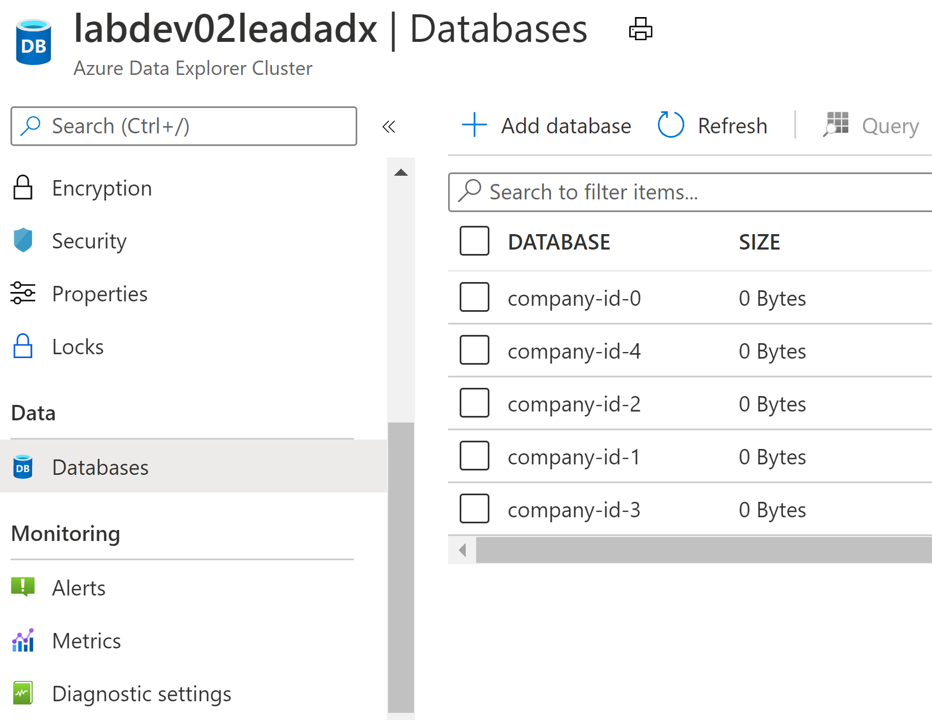 labdev02leadadx | Databases
DB
Azure Data Explorer Cluster
Search (Ctrl+/)
«
Encryption
Security
Properties
Locks
Data
DB Databases
Monitoring
Alerts
Metrics
Diagnostic settings
Add database Refresh Query
Search to filter items...
DATABASE SIZE
company-id-0 0 Bytes
company-id-4 0 Bytes
company-id-2 0 Bytes
company-id-1 0 Bytes
company-id-3 0 Bytes